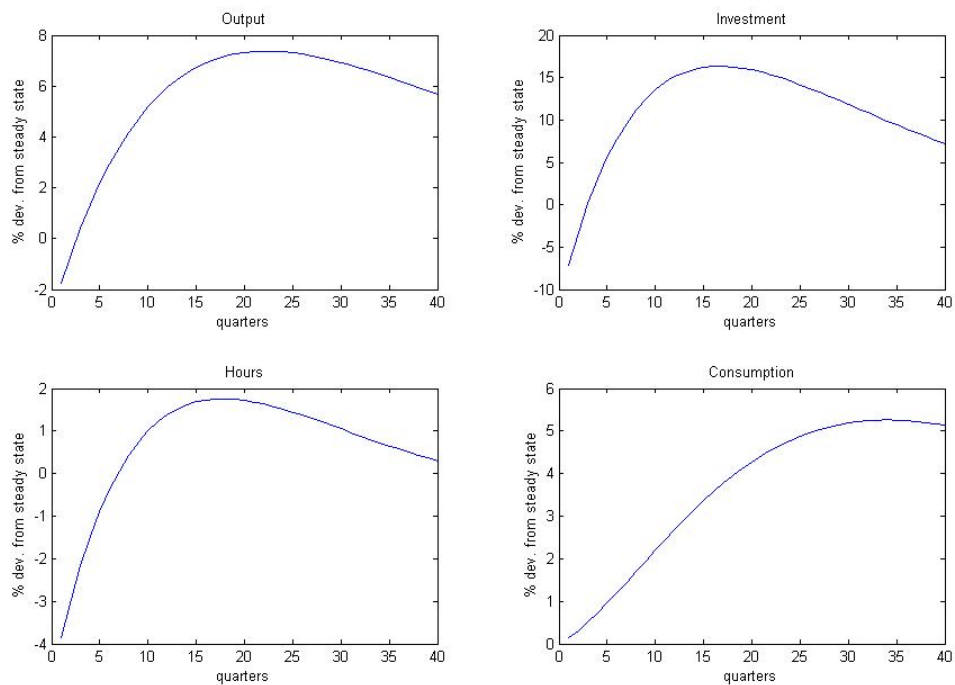 Output
8
6
4
2
0
-2
% dev. from steady state
0 5 10 15 20 25 30 35 40
quarters
Investment
20
15
10
5
0
-5
-10
% dev. from steady state
0 5 10 15 20 25 30 35 40
quarters
Hours
2
1
0
-1
-2
-3
-4
% dev. from steady state
0 5 10 15 20 25 30 35 40
quarters
Consumption
6
5
4
3
2
1
0
% dev. from steady state
0 5 10 15 20 25 30 35 40
quarters